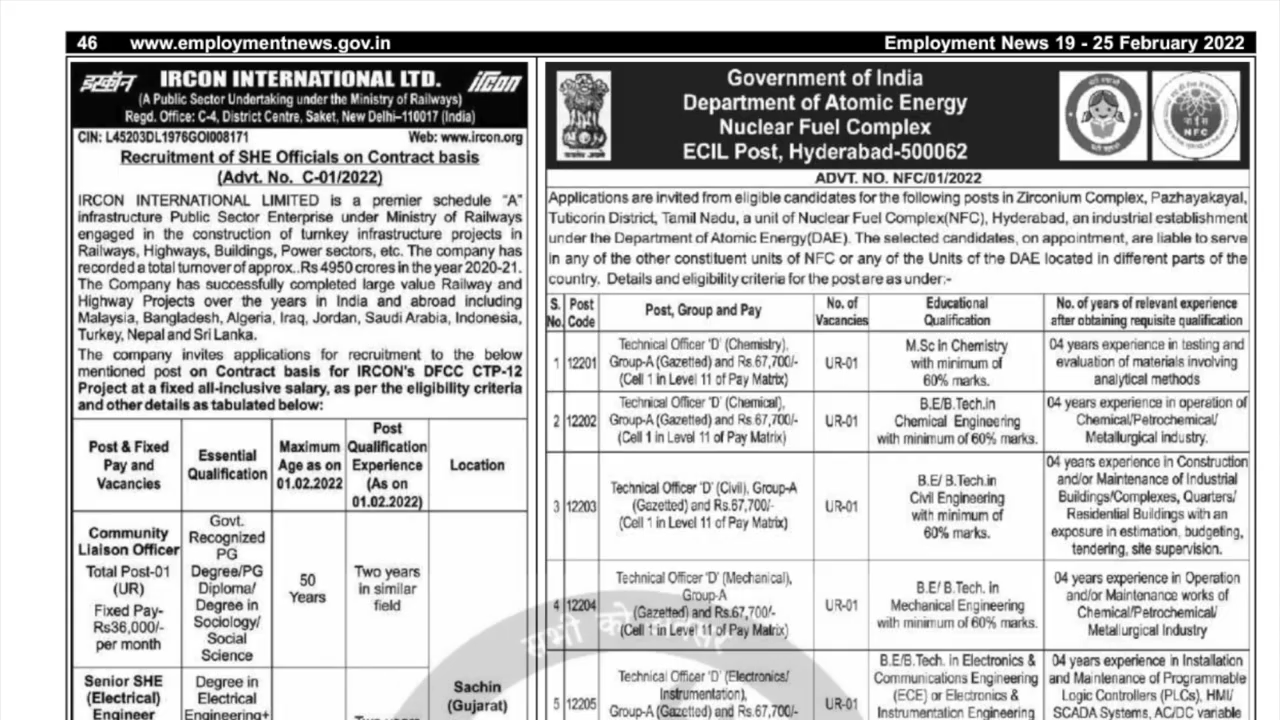 46 www.employmentnews.gov.in
Employment News 19 - 25 February 2022
इरकॉन
IRCON INTERNATIONAL LTD.
ircon
(A Public Sector Undertaking under the Ministry of Railways)
Regd. Office: C-4, District Centre, Saket, New Delhi–110017 (India)
CIN: L45203DL1976GOI008171 Web: www.ircon.org
Recruitment of SHE Officials on Contract basis
(Advt. No. C-01/2022)
IRCON INTERNATIONAL LIMITED is a premier schedule "A"
infrastructure Public Sector Enterprise under Ministry of Railways
engaged in the construction of turnkey infrastructure projects in
Railways, Highways, Buildings, Power sectors, etc. The company has
recorded a total turnover of approx..Rs 4950 crores in the year 2020-21.
The Company has successfully completed large value Railway and
Highway Projects over the years in India and abroad including
Malaysia, Bangladesh, Algeria, Iraq, Jordan, Saudi Arabia, Indonesia,
Turkey, Nepal and Sri Lanka.
The company invites applications for recruitment to the below
mentioned post on Contract basis for IRCON's DFCC CTP-12
Project at a fixed all-inclusive salary, as per the eligibility criteria
and other details as tabulated below:
Post & Fixed
Pay and
Vacancies
Essential
Qualification
Maximum
Age as on
01.02.2022
Post
Qualification
Experience
(As on
01.02.2022)
Location
Community
Liaison Officer
Total Post-01
(UR)
Fixed Pay-
Rs36,000/-
per month
Govt.
Recognized
PG
Degree/PG
Diploma/
Degree in
Sociology/
Social
Science
50
Years
Two years
in similar
field
Senior SHE
(Electrical)
Engineer
Degree in
Electrical
Engineering+
Two years
Sachin
(Gujarat)
Government of India
Department of Atomic Energy
Nuclear Fuel Complex
ECIL Post, Hyderabad-500062
NFC
ADVT. NO. NFC/01/2022
Applications are invited from eligible candidates for the following posts in Zirconium Complex, Pazhayakayal,
Tuticorin District, Tamil Nadu, a unit of Nuclear Fuel Complex(NFC), Hyderabad, an industrial establishment
under the Department of Atomic Energy(DAE). The selected candidates, on appointment, are liable to serve
in any of the other constituent units of NFC or any of the Units of the DAE located in different parts of the
country. Details and eligibility criteria for the post are as under:-
S.
No.
Post
Code
Post, Group and Pay
No. of
Vacancies
Educational
Qualification
No. of years of relevant experience
after obtaining requisite qualification
1 12201
Technical Officer 'D' (Chemistry),
Group-A (Gazetted) and Rs.67,700/-
(Cell 1 in Level 11 of Pay Matrix)
UR-01
M.Sc in Chemistry
with minimum of
60% marks.
04 years experience in testing and
evaluation of materials involving
analytical methods
2 12202
Technical Officer 'D' (Chemical),
Group-A (Gazetted) and Rs.67,700/-
(Cell 1 in Level 11 of Pay Matrix)
UR-01
B.E/B.Tech.in
Chemical Engineering
with minimum of 60% marks.
04 years experience in operation of
Chemical/Petrochemical/
Metallurgical industry.
3 12203
Technical Officer 'D' (Civil), Group-A
(Gazetted) and Rs.67,700/-
(Cell 1 in Level 11 of Pay Matrix)
UR-01
B.E/ B.Tech.in
Civil Engineering
with minimum of
60% marks.
04 years experience in Construction
and/or Maintenance of Industrial
Buildings/Complexes, Quarters/
Residential Buildings with an
exposure in estimation, budgeting,
tendering, site supervision.
4 12204
Technical Officer 'D' (Mechanical),
Group-A
(Gazetted) and Rs.67,700/-
(Cell 1 in Level 11 of Pay Matrix)
UR-01
B.E/ B.Tech. in
Mechanical Engineering
with minimum of 60% marks.
04 years experience in Operation
and/or Maintenance works of
Chemical/Petrochemical/
Metallurgical Industry
5 12205
Technical Officer 'D' (Electronics/
Instrumentation),
Group-A (Gazetted) and Rs.67,700/-
UR-01
B.E/B.Tech. in Electronics &
Communications Engineering
(ECE) or Electronics &
Instrumentation Engineering
04 years experience in Installation
and Maintenance of Programmable
Logic Controllers (PLCs), HMI/
SCADA Systems, AC/DC variable
सभी को